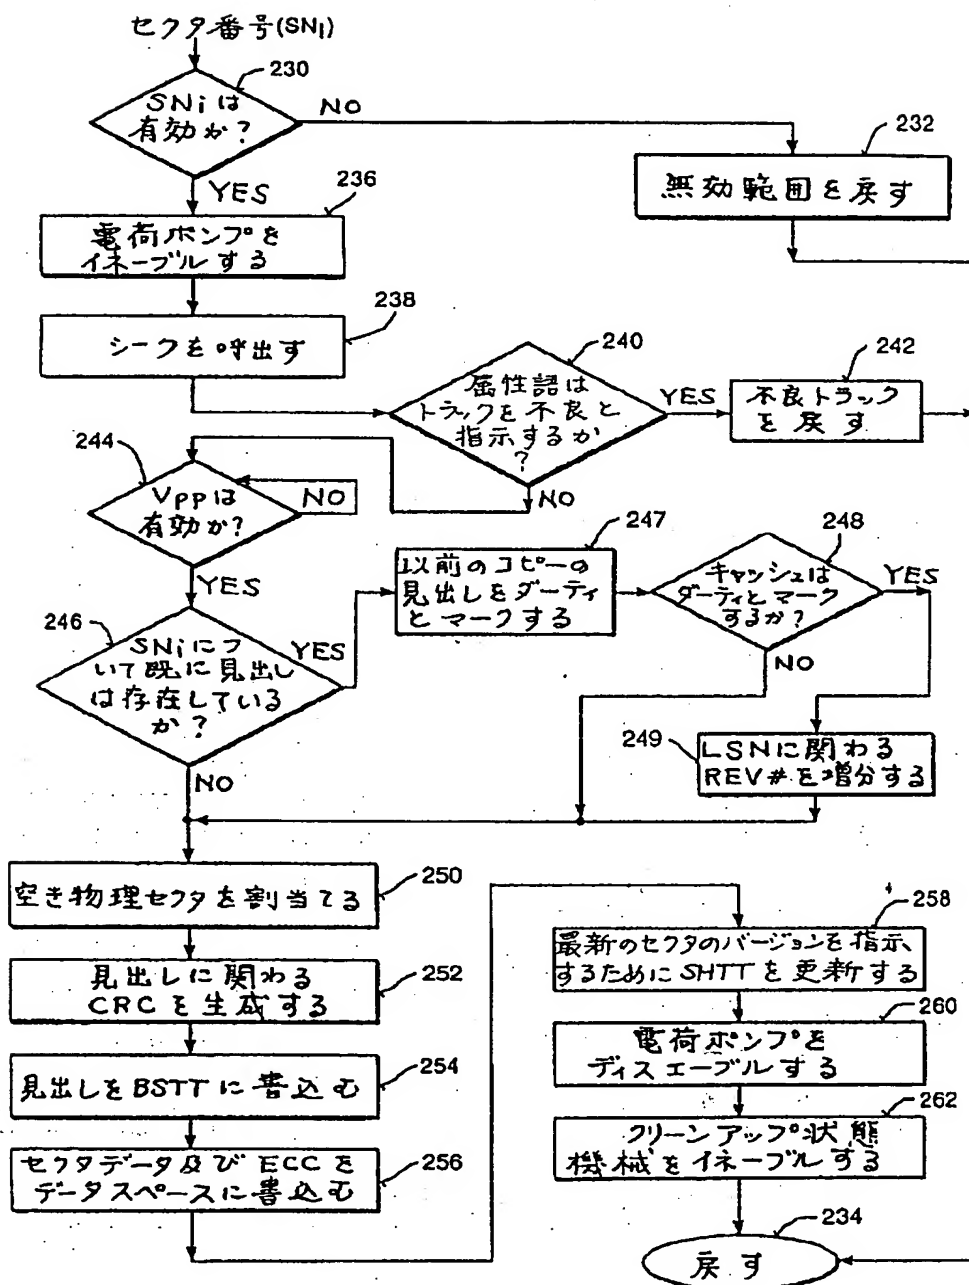 セクタ番号(SNi)
230
SNiは
有効か?
NO
YES
232
無効範囲を戻す
236
電荷ポンプを
イネーブルする
238
シークを呼出す
240
属性語は
トラックを不良と
指示するか
?
YES
NO
242
不良トラック
を戻す
244
Vppは
有効か?
NO
YES
246
SNiにつ
いて既に見出し
は存在している
か?
YES
NO
247
以前のコピーの
見出しをダーティ
とマークする
248
キャッシュは
ダーティとマーク
するか?
YES
NO
249
LSNに関わる
REV#を増分する
250
空き物理セクタを割当てる
252
見出しに関わる
CRCを生成する
254
見出しをBSTTに書込む
256
セクタデータ及びECCを
データスペースに書込む
258
最新のセクタのバージョンを指示
するためにSHTTを更新する
260
電荷ポンプを
ディスエーブルする
262
クリーンアップ状態
機械をイネーブルする
234
戻す